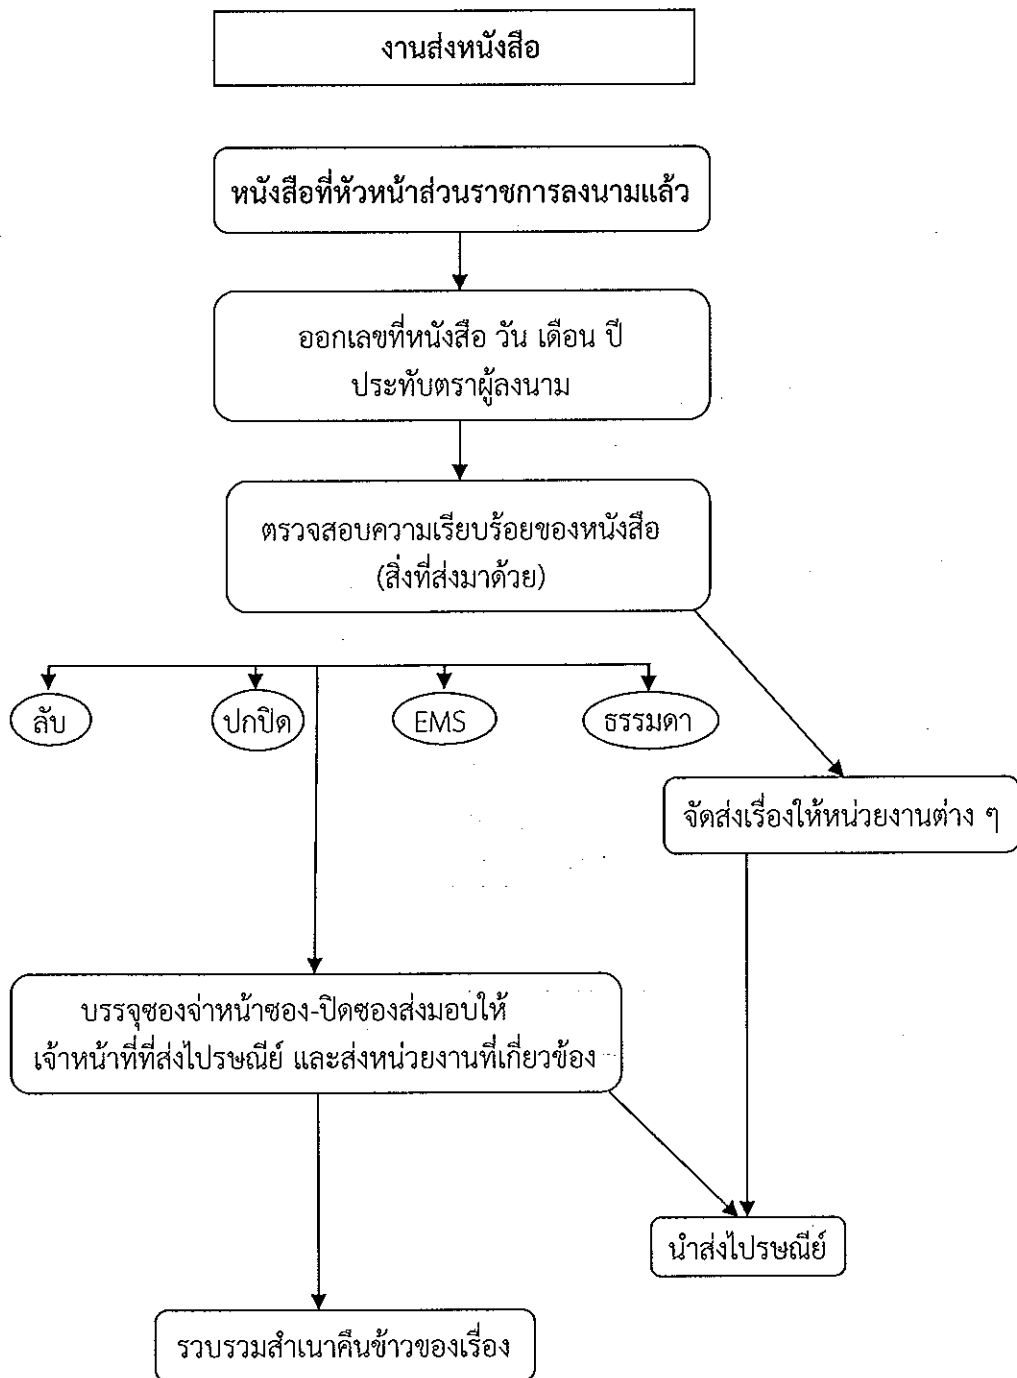 งานส่งหนังสือ
หนังสือที่หัวหน้าส่วนราชการลงนามแล้ว
ออกเลขที่หนังสือ วัน เดือน ปี
ประทับตราผู้ลงนาม
ตรวจสอบความเรียบร้อยของหนังสือ
(สิ่งที่ส่งมาด้วย)
ลับ
ปกปิด
EMS
ธรรมดา
จัดส่งเรื่องให้หน่วยงานต่าง ๆ
บรรจุซองจ่าหน้าซอง-ปิดซองส่งมอบให้
เจ้าหน้าที่ที่ส่งไปรษณีย์ และส่งหน่วยงานที่เกี่ยวข้อง
นำส่งไปรษณีย์
รวบรวมสำเนาคืนข้าวของเรื่อง